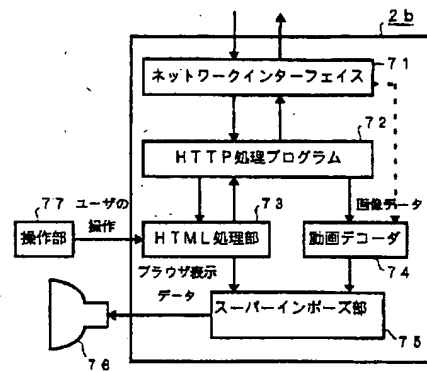 2b
71
ネットワークインターフェイス
72
HTTP処理プログラム
77
ユーザの
操作
73
画像データ
操作部
HTML処理部
動画デコーダ
74
ブラウザ表示
データ
スーパーインポーズ部
75
76